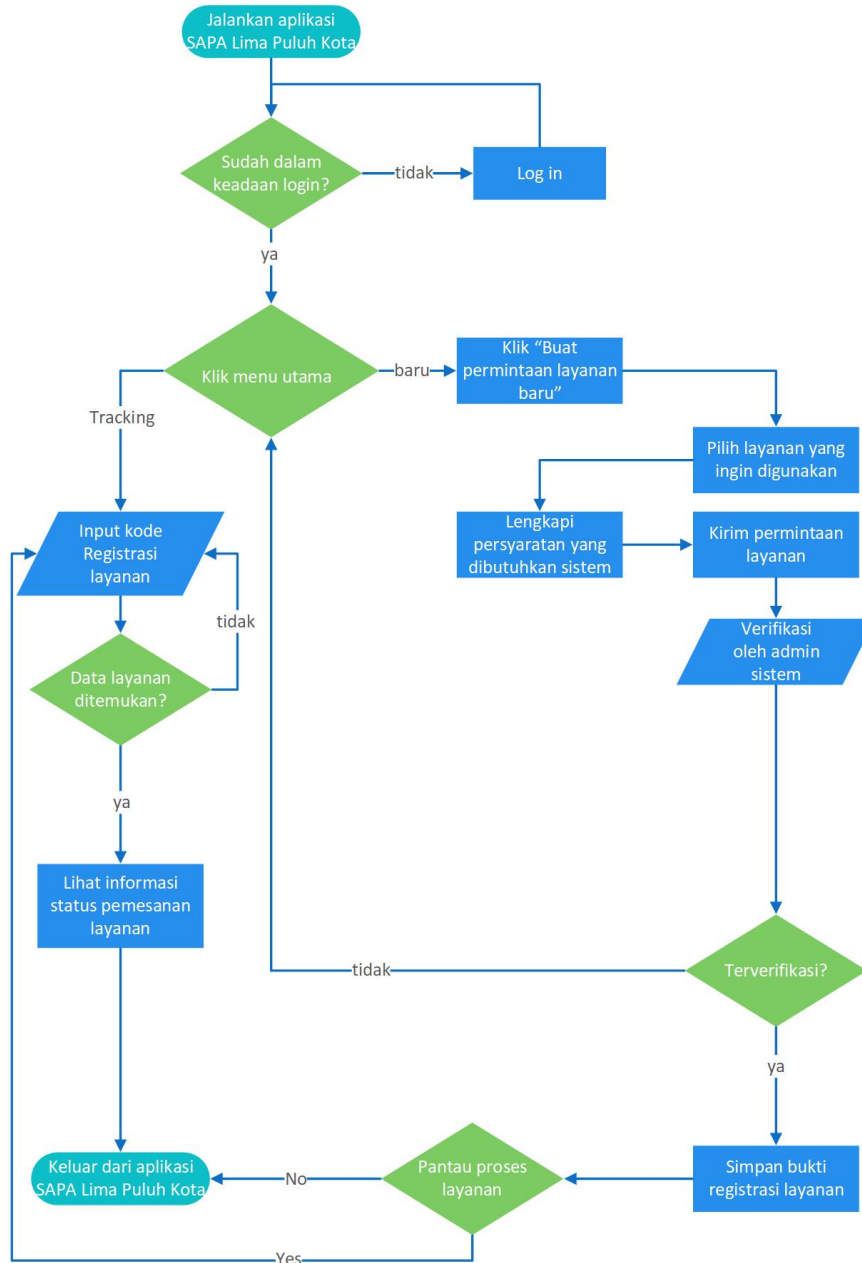 Jalankan aplikasi
SAPA Lima Puluh Kota
Sudah dalam
keadaan login?
tidak
Log in
ya
Klik menu utama
baru
Klik “Buat
permintaan layanan
baru”
Tracking
Pilih layanan yang
ingin digunakan
Input kode
Registrasi
layanan
Lengkapi
persyaratan yang
dibutuhkan sistem
Kirim permintaan
layanan
tidak
Verifikasi
oleh admin
sistem
Data layanan
ditemukan?
ya
Lihat informasi
status pemesanan
layanan
tidak
Terverifikasi?
ya
Keluar dari aplikasi
SAPA Lima Puluh Kota
No
Pantau proses
layanan
Simpan bukti
registrasi layanan
Yes